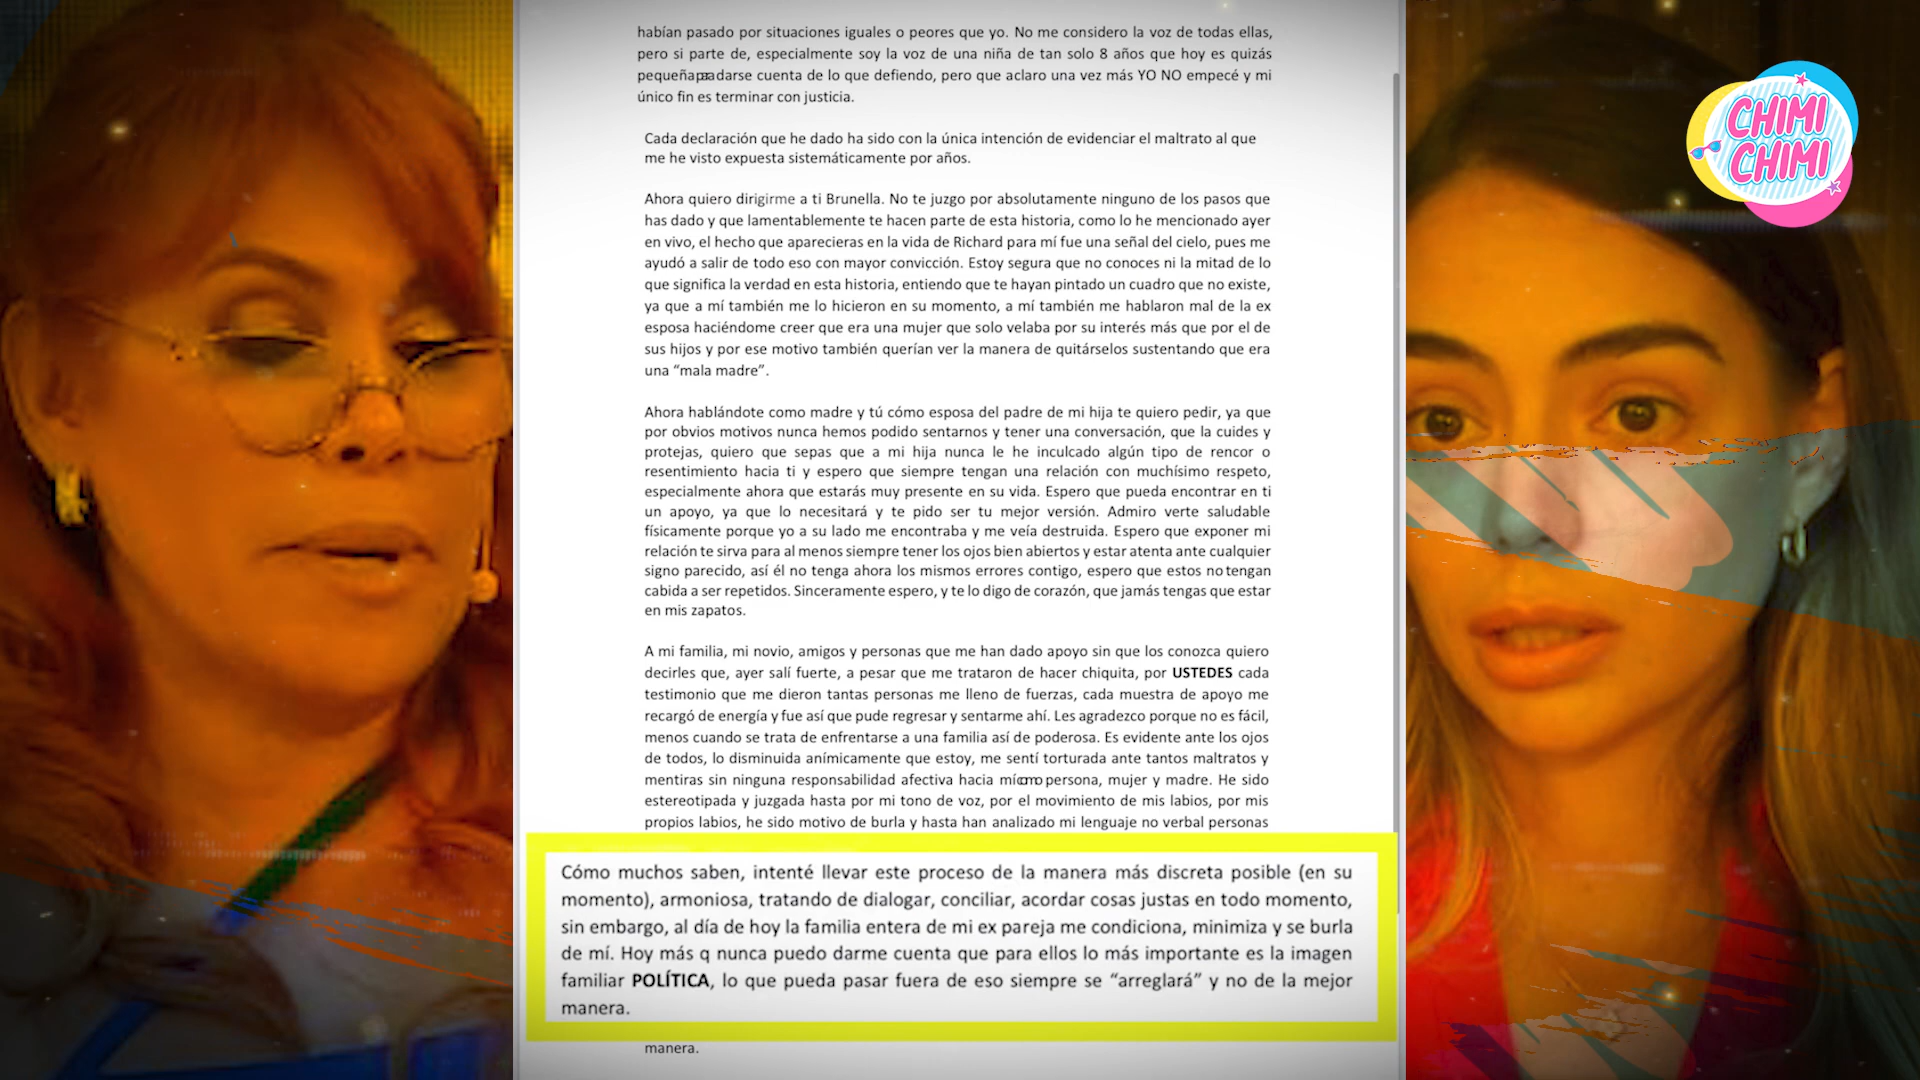 habían pasado por situaciones iguales o peores que yo. No me considero la voz de todas ellas,
pero si parte de, especialmente soy la voz de una niña de tan solo 8 años que hoy es quizás
darse cuenta de lo que defiendo, pero que aclaro una vez más YO NO empecé y mi
único fin es terminar con justicia.
Cada declaración que he dado ha sido con la única intención de evidenciar el maltrato al que
me he visto expuesta sistemáticamente por años.
Ahora quiero dirigirme a ti Brunella. No te juzgo por absolutamente ninguno de los pasos que
has dado y que lamentablemente te hacen parte de esta historia, como lo he mencionado ayer
en vivo, el hecho que aparecieras en la vida de Richard para mí fue una señal del cielo, pues me
ayudó a salir de todo eso con mayor convicción. Estoy segura que no conoces ni la mitad de lo
que significa la verdad en esta historia, entiendo que te hayan pintado un cuadro que no existe,
ya que a mí también me lo hicieron en su momento, a mí también me hablaron mal de la ex
esposa haciéndome creer que era una mujer que solo velaba por su interés más que por el de
sus hijos y por ese motivo también querían ver la manera de quitárselos sustentando que era
una “mala madre”.
Ahora hablándote como madre y tú cómo esposa del padre de mi hija te quiero pedir, ya que
por obvios motivos nunca hemos podido sentarnos y tener una conversación, que la cuides y
protejas, quiero que sepas que a mi hija nunca le he inculcado algún tipo de rencor o
resentimiento hacia ti y espero que siempre tengan una relación con muchísimo respeto,
especialmente ahora que estarás muy presente en su vida. Espero que pueda encontrar en ti
un apoyo, ya que lo necesitará y te pido ser tu mejor versión. Admiro verte saludable
físicamente porque yo a su lado me encontraba y me veía destruida. Espero que exponer mi
relación te sirva para al menos siempre tener los ojos bien abiertos y estar atenta ante cualquier
signo parecido, así él no tenga ahora los mismos errores contigo, espero que estos no tengan
cabida a ser repetidos. Sinceramente espero, y te lo digo de corazón, que jamás tengas que estar
en mis zapatos.
A mi familia, mi novio, amigos y personas que me han dado apoyo sin que los conozca quiero
decirles que, ayer salí fuerte, a pesar que me trataron de hacer chiquita, por USTEDES cada
testimonio que me dieron tantas personas me lleno de fuerzas, cada muestra de apoyo me
recargó de energía y fue así que pude regresar y sentarme ahí. Les agradezco porque no es fácil,
menos cuando se trata de enfrentarse a una familia así de poderosa. Es evidente ante los ojos
de todos, lo disminuida anímicamente que estoy, me sentí torturada ante tantos maltratos y
mentiras sin ninguna responsabilidad afectiva hacia persona, mujer y madre. He sido
estereotipada y juzgada hasta por mi tono de voz, por el movimiento de mis labios, por mis
propios labios, he sido motivo de burla y hasta han analizado mi lenguaje no verbal personas
Cómo muchos saben, intenté llevar este proceso de la manera más discreta posible (en su
momento), armoniosa, tratando de dialogar, conciliar, acordar cosas justas en todo momento,
sin embargo, al día de hoy la familia entera de mi ex pareja me condiciona, minimiza y se burla
de mí. Hoy más q nunca puedo darme cuenta que para ellos lo más importante es la imagen
familiar POLÍTICA, lo que pueda pasar fuera de eso siempre se “arreglará” y no de la mejor
manera.
manera.
CHIMI
CHIMI